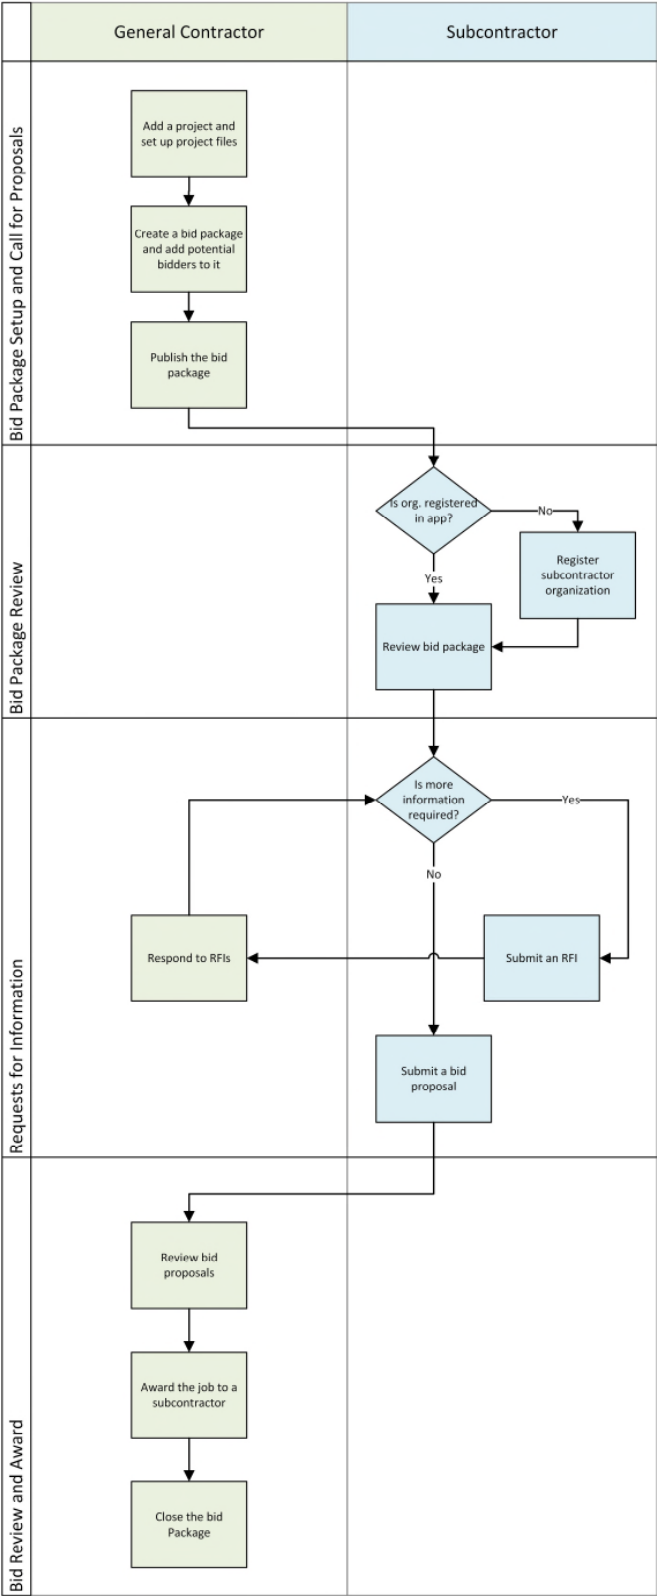 General Contractor
Subcontractor
Bid Package Setup and Call for Proposals
Add a project and
set up project files
Create a bid package
and add potential
bidders to it
Publish the bid
package
Bid Package Review
Is org. registered
in app?
No
Register
subcontractor
organization
Yes
Review bid package
Requests for Information
Is more
information
required?
Yes
No
Respond to RFIs
Submit an RFI
Submit a bid
proposal
Bid Review and Award
Review bid
proposals
Award the job to a
subcontractor
Close the bid
Package